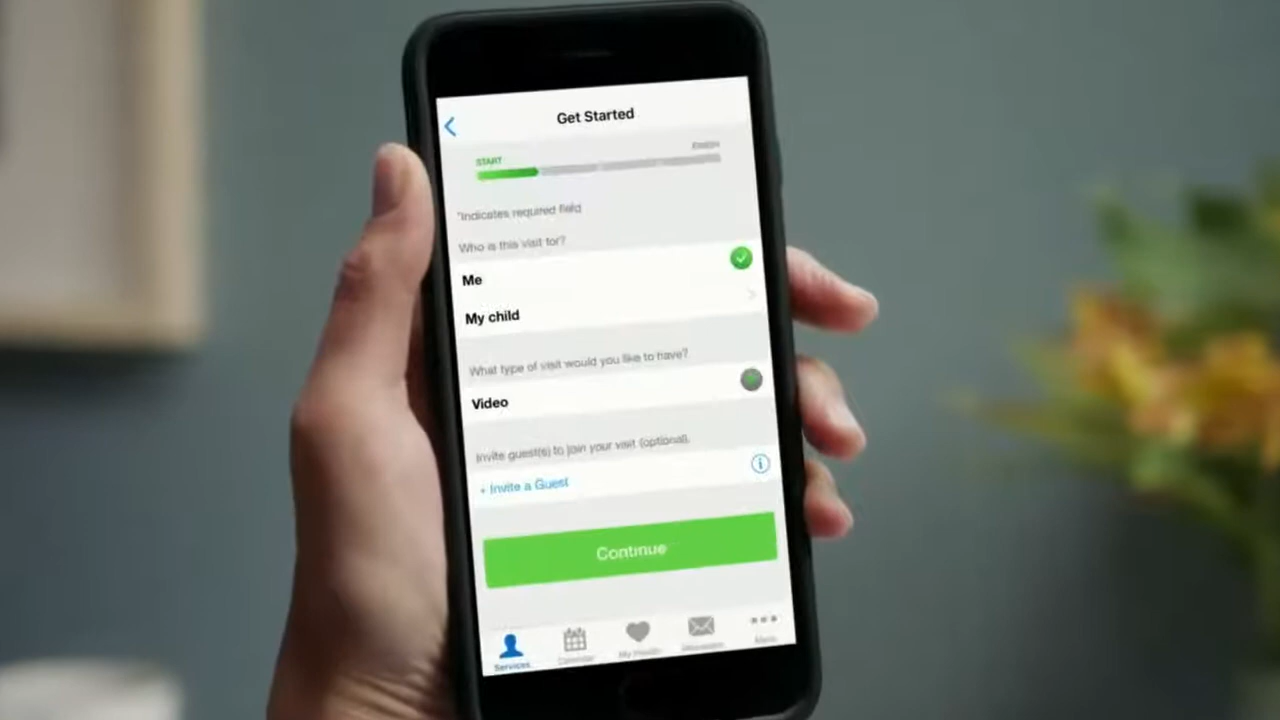 Get Started
START
FINISH
*Indicates required field
Who is this visit for?
Me
My child
What type of visit would you like to have?
Video
Invite guest(s) to join your visit (optional).
+ Invite a Guest
Continue
Services
Calendar
My Health
Messages
Menu